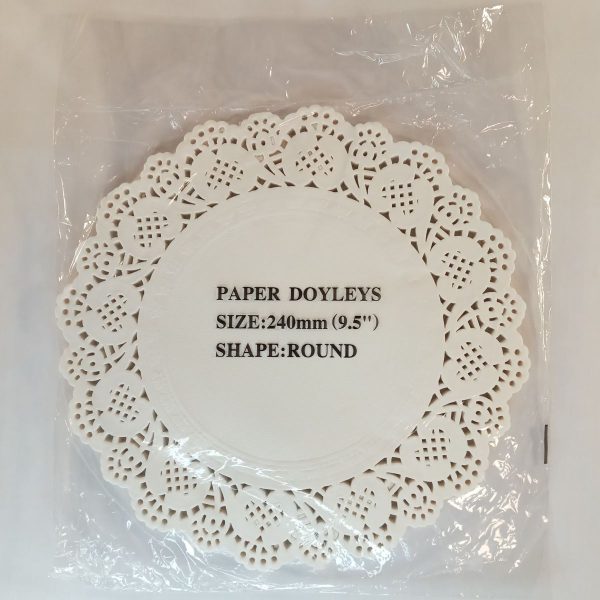 PAPER DOYLEYS
SIZE:240mm (9.5")
SHAPE:ROUND